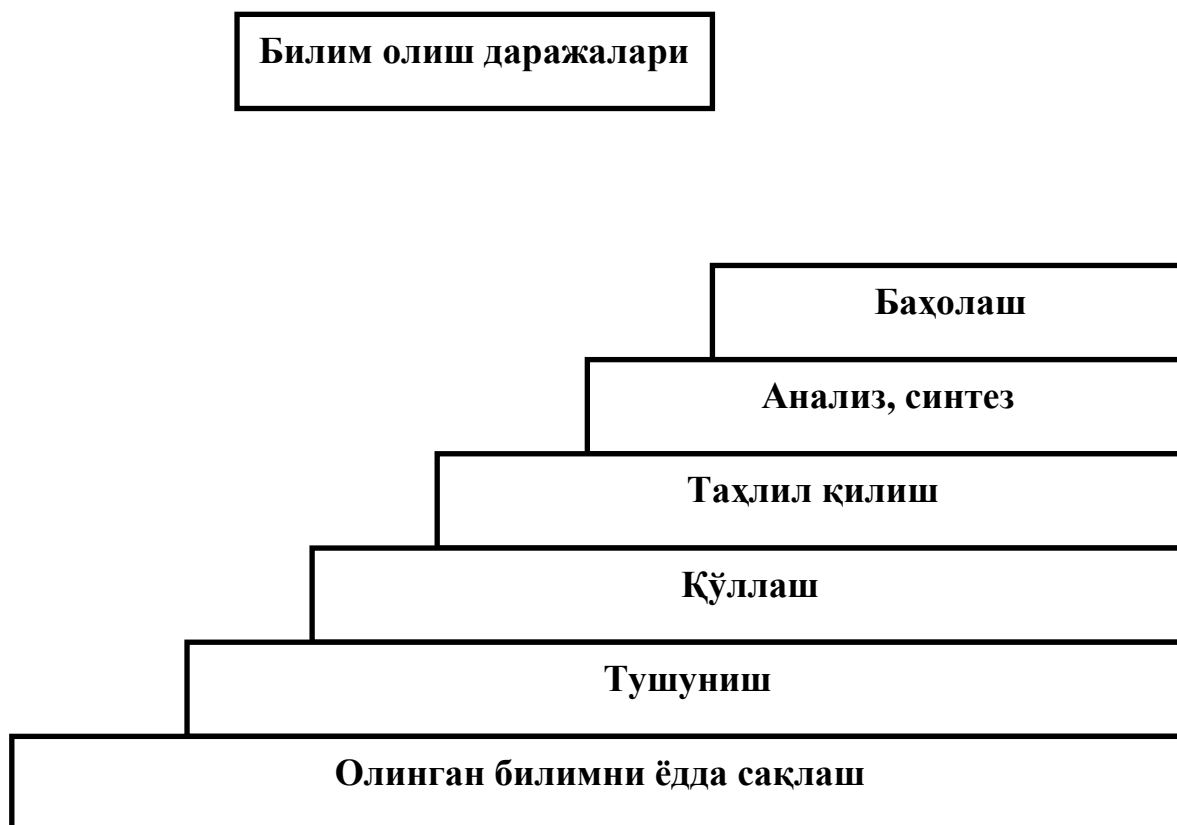 Билим олиш даражалари
Баҳолаш
Анализ, синтез
Таҳлил қилиш
Қўллаш
Тушуниш
Олинган билимни ёдда сақлаш